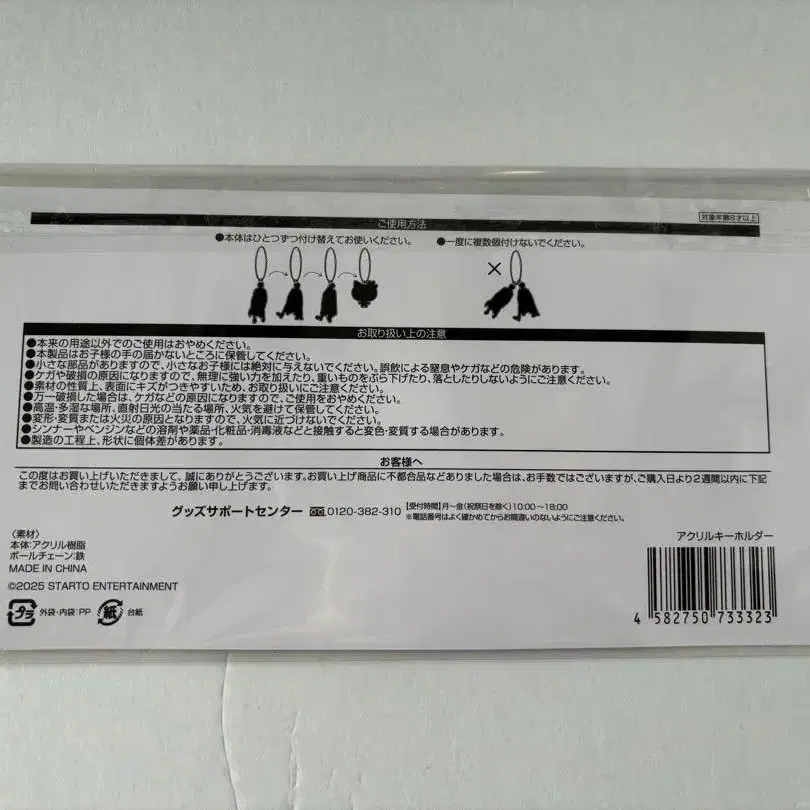 ご使用方法
対象年齢8才以上
●本体はひとつずつ付け替えてお使いください。 ●一度に複数個付けないでください。
×
お取り扱い上の注意
●本来の用途以外でのご使用はおやめください。
●本製品はお子様の手の届かないところに保管してください。
●小さな部品がありますので、小さなお子様には絶対に与えないでください。誤飲による窒息やケガなどの危険があります。
●ケガや破損の原因になりますので、無理に強い力を加えたり、重いものをぶら下げたり、落としたりしないようにご注意ください。
●素材の性質上、表面にキズがつきやすいため、お取り扱いにご注意ください。
●万一破損した場合は、ケガなどの原因になりますので、ご使用をおやめください。
●高温・多湿な場所、直射日光の当たる場所、火気を避けて保管してください。
●変形・変質または火災の原因となりますので、火気に近づけないでください。
●シンナーやベンジンなどの溶剤や薬品・化粧品・消毒液などと接触すると変色・変質する場合があります。
●製造の工程上、形状に個体差があります。
お客様へ
この度はお買い上げいただきまして、誠にありがとうございます。お買い上げ商品に不都合品などありました場合は、お手数ではございますが、ご購入日より2週間以内に下記
までお問い合わせいただきますようお願い申し上げます。
グッズサポートセンター 0120-382-310 【受付時間】月〜金(祝祭日を除く)10:00〜18:00
※電話番号はよく確かめてからお間違いのないようにご注意ください。
〈素材〉
本体:アクリル樹脂
ボールチェーン:鉄
MADE IN CHINA
©2025 STARTO ENTERTAINMENT
プラ 外袋・内袋:PP 紙 台紙
アクリルキーホルダー
4 582750 733323